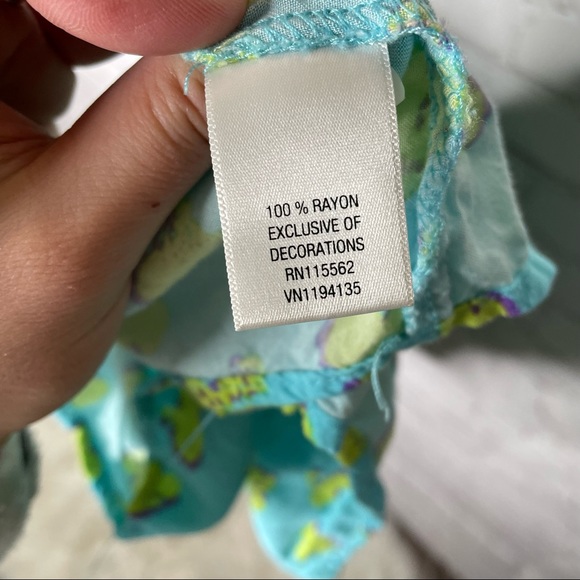 100 % RAYON
EXCLUSIVE OF
DECORATIONS
RN115562
VN1194135